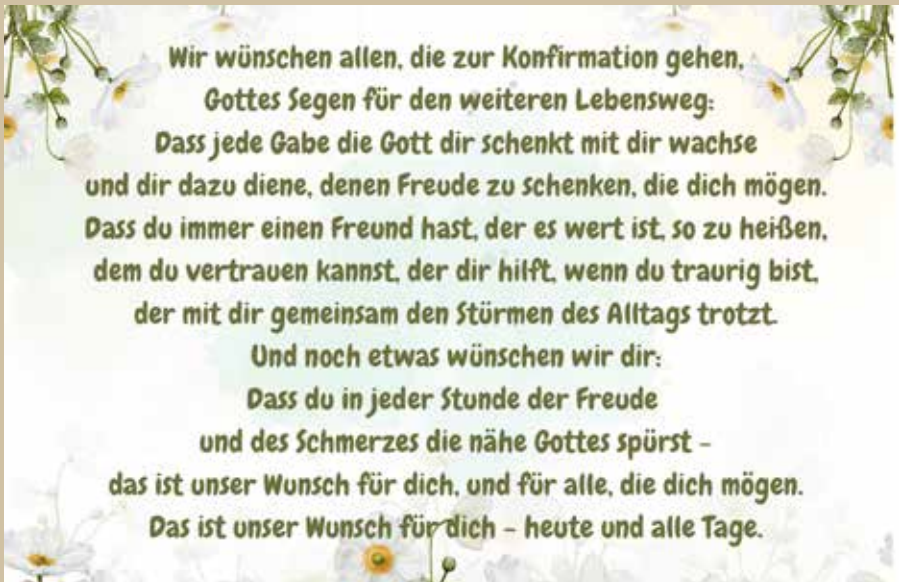 Wir wünschen allen, die zur Konfirmation gehen,
Gottes Segen für den weiteren Lebensweg:
Dass jede Gabe die Gott dir schenkt mit dir wachse
und dir dazu diene, denen Freude zu schenken, die dich mögen.
Dass du immer einen Freund hast, der es wert ist, so zu heißen,
dem du vertrauen kannst, der dir hilft, wenn du traurig bist,
der mit dir gemeinsam den Stürmen des Alltags trotzt.
Und noch etwas wünschen wir dir:
Dass du in jeder Stunde der Freude
und des Schmerzes die nähe Gottes spürst –
das ist unser Wunsch für dich, und für alle, die dich mögen.
Das ist unser Wunsch für dich – heute und alle Tage.